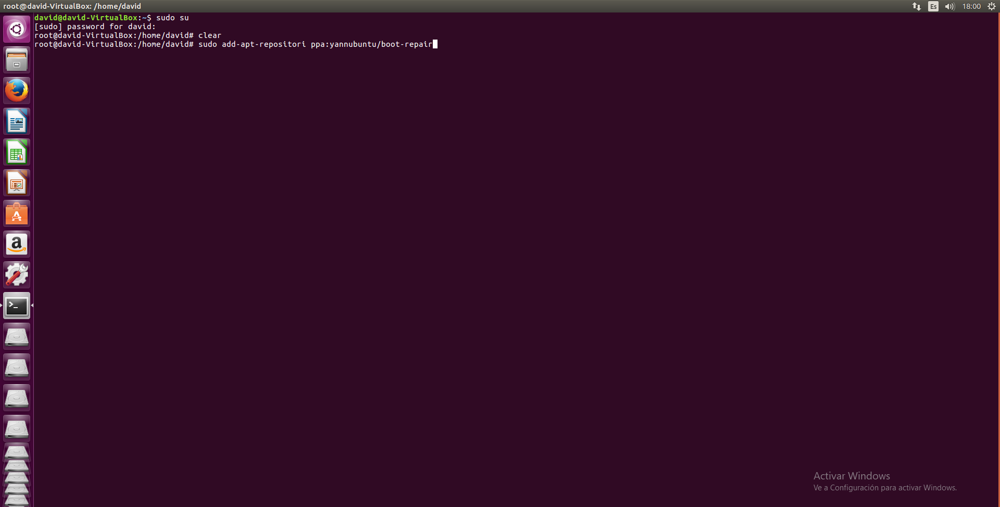 root@david-VirtualBox: /home/david
Es
18:00
david@david-VirtualBox:~$ sudo su
[sudo] password for david:
root@david-VirtualBox:/home/david# clear
root@david-VirtualBox:/home/david# sudo add-apt-repositori ppa:yannubuntu/boot-repair
Activar Windows
Ve a Configuración para activar Windows.